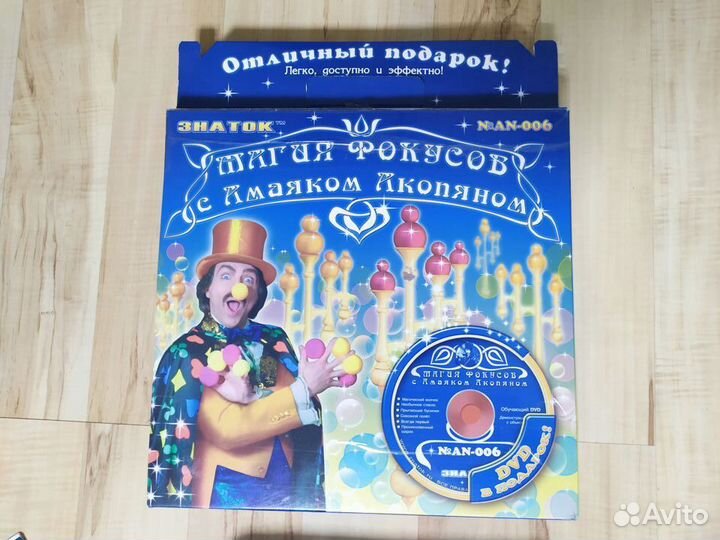 Отличный подарок!
Легко, доступно и эффектно!
ЗНАТОК™
№AN-006
Магия Фокусов
с Амаяком Акопяном
Магия Фокусов
с Амаяком Акопяном
Обучающий DVD
№AN-006
DVD
в подарок!
Avito